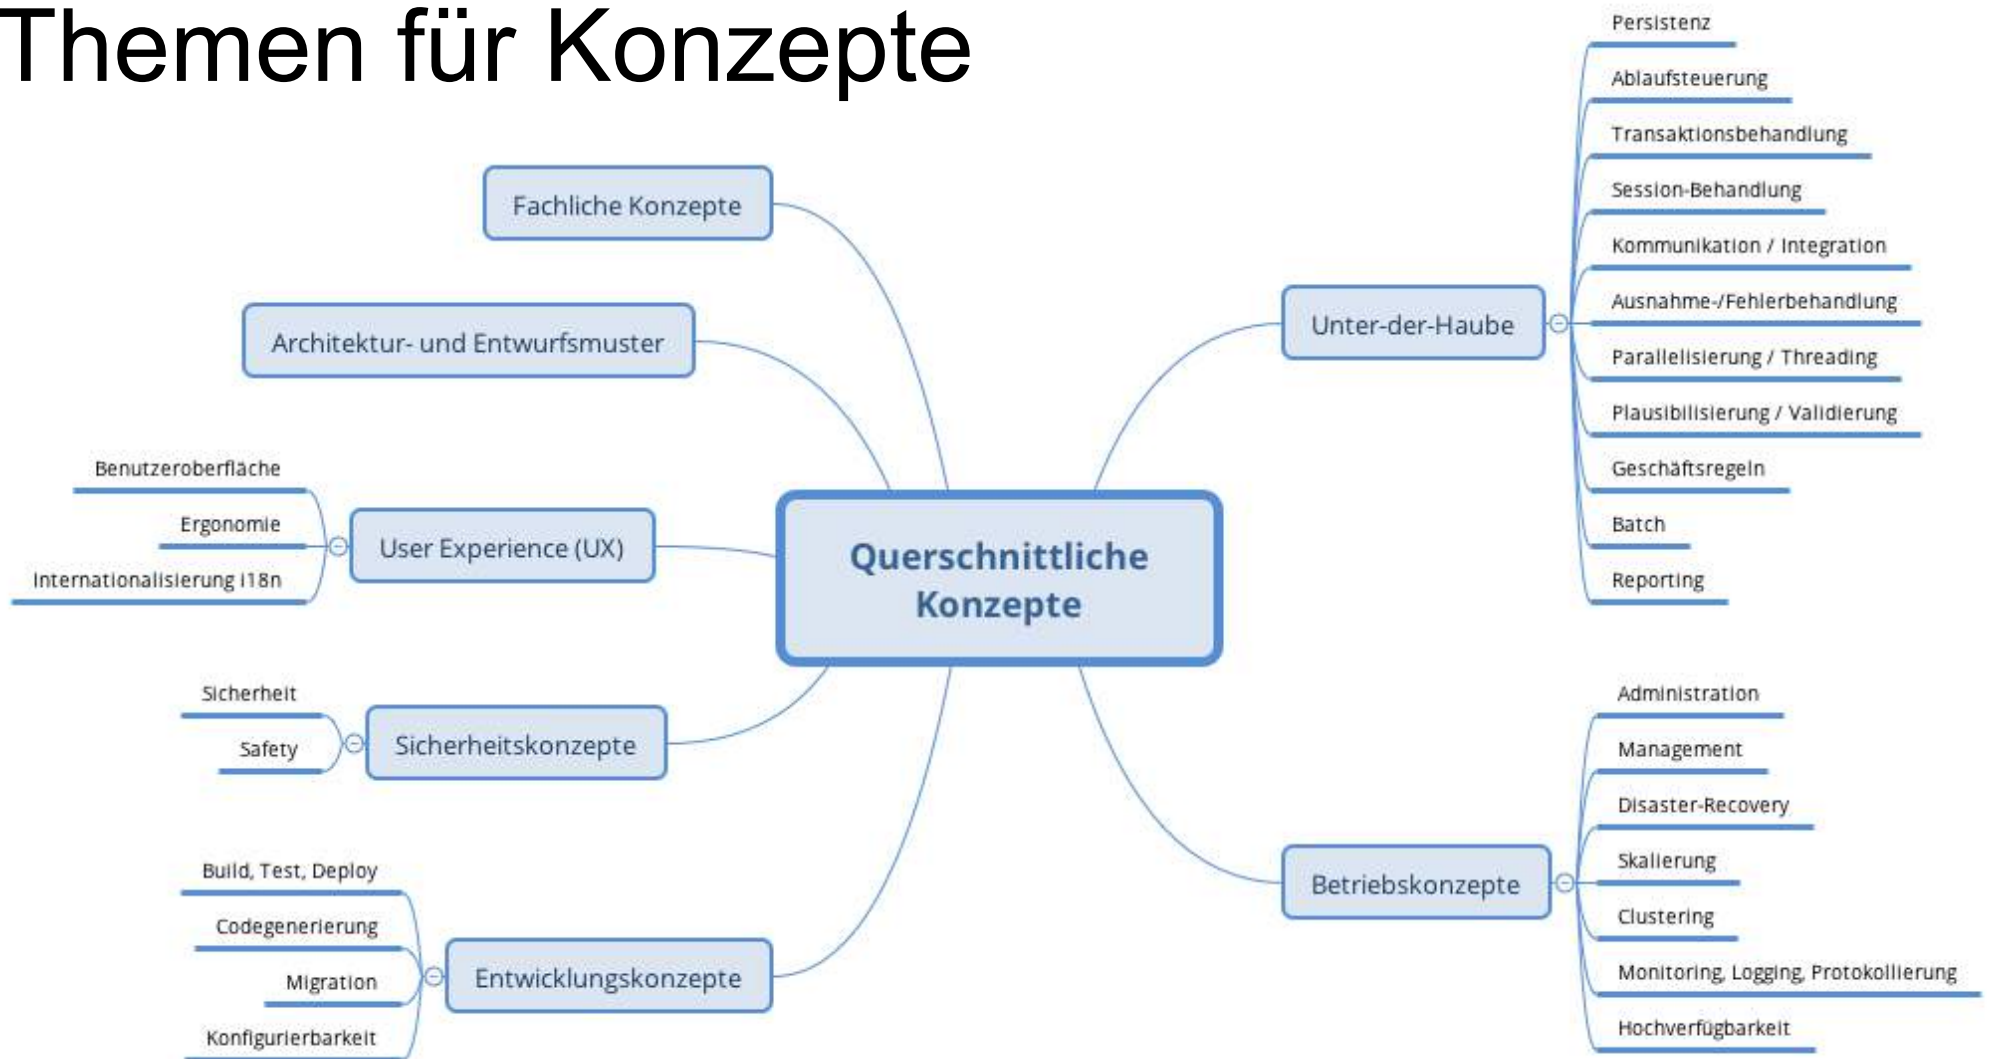 Themen für Konzepte
Fachliche Konzepte
Architektur- und Entwurfsmuster
Benutzeroberfläche
Ergonomie
Internationalisierung i18n
User Experience (UX)
Sicherheit
Safety
Sicherheitskonzepte
Build, Test, Deploy
Codegenerierung
Migration
Konfigurierbarkeit
Entwicklungskonzepte
Querschnittliche
Konzepte
Unter-der-Haube
Persistenz
Ablaufsteuerung
Transaktionsbehandlung
Session-Behandlung
Kommunikation / Integration
Ausnahme-/Fehlerbehandlung
Parallelisierung / Threading
Plausibilisierung / Validierung
Geschäftsregeln
Batch
Reporting
Betriebskonzepte
Administration
Management
Disaster-Recovery
Skalierung
Clustering
Monitoring, Logging, Protokollierung
Hochverfügbarkeit